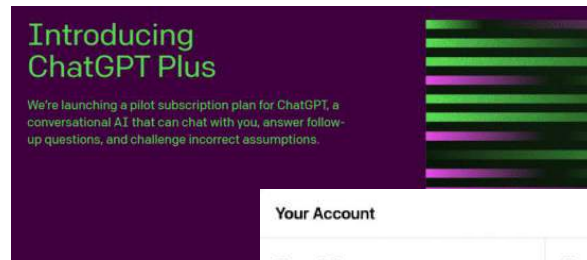 Introducing
ChatGPT Plus
We're launching a pilot subscription plan for ChatGPT, a
conversational AI that can chat with you, answer follow-
up questions, and challenge incorrect assumptions.
Your Account